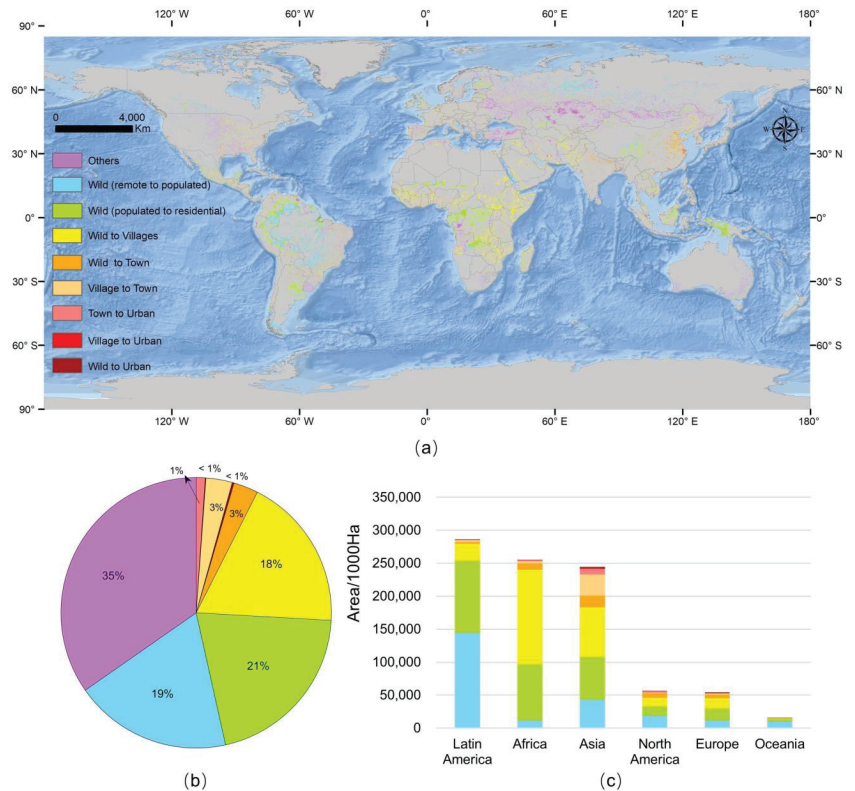 120° W 60° W 0° 60° E 120° E 180°
90°
60° N
30° N
0°
30° S
60° S
90°
60° N
30° N
0°
30° S
60° S
0 4,000
Km
N
W E
S
Others
Wild (remote to populated)
Wild (populated to residential)
Wild to Villages
Wild to Town
Village to Town
Town to Urban
Village to Urban
Wild to Urban
120° W 60° W 0° 60° E 120° E 180°
(a)
1% < 1% < 1%
3% 3%
18%
21%
19%
35%
(b)
Area/1000Ha
350,000
300,000
250,000
200,000
150,000
100,000
50,000
0
Latin America
Africa
Asia
North America
Europe
Oceania
(c)